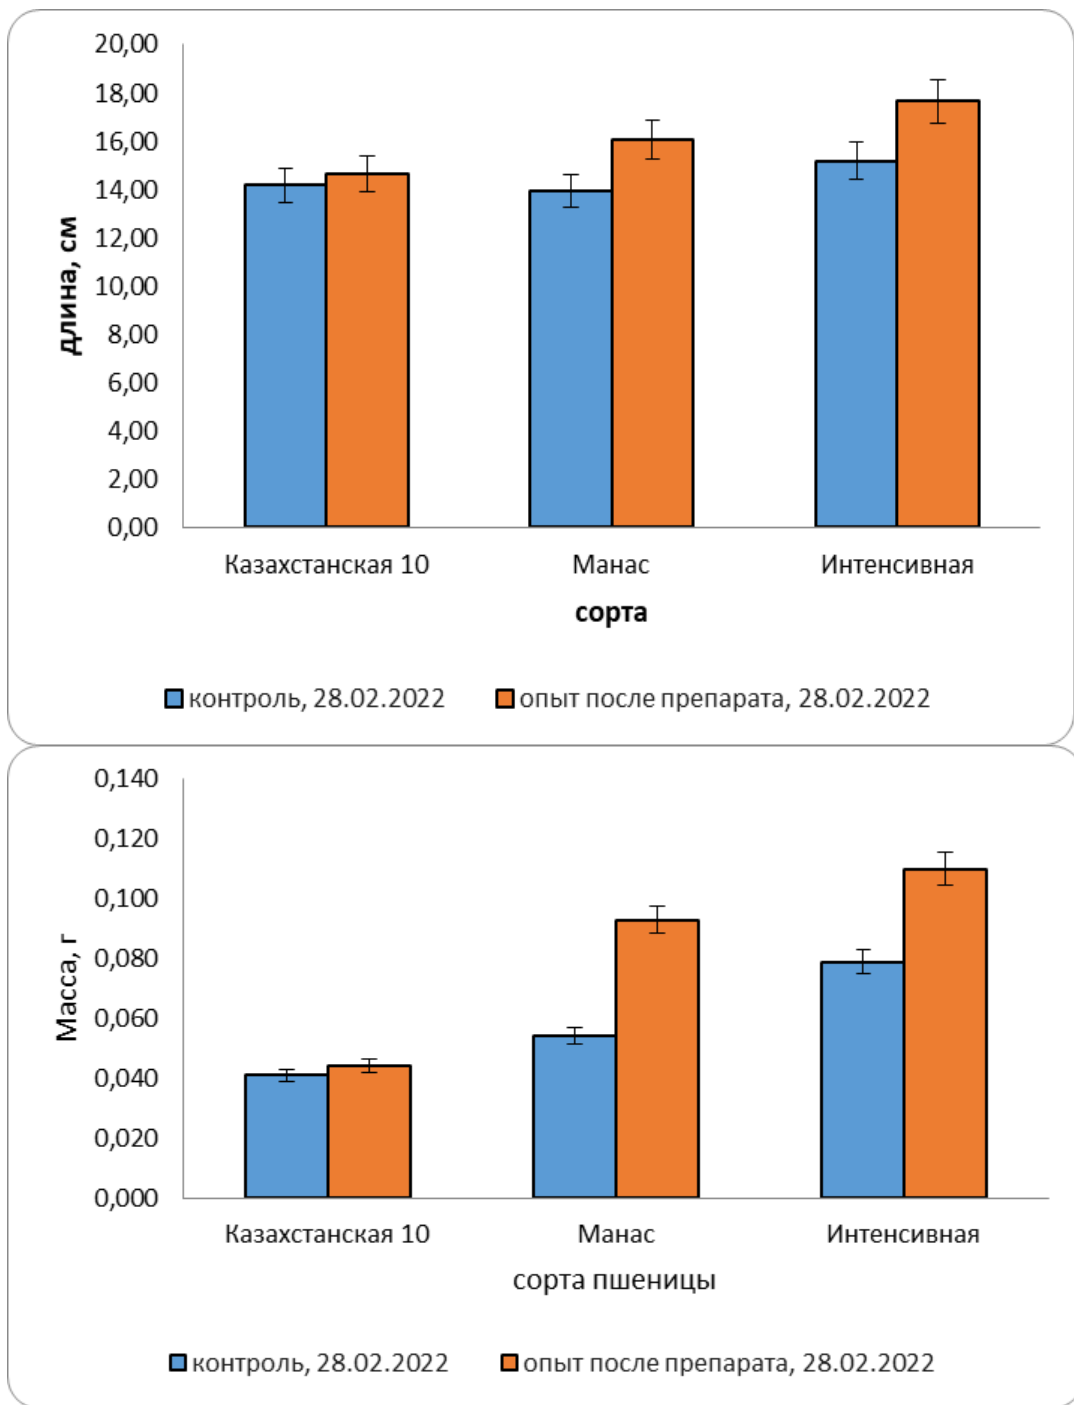 20,00
18,00
16,00
14,00
12,00
10,00
8,00
6,00
4,00
2,00
0,00
длина, см
Казахстанская 10 Манас Интенсивная
сорта
контроль, 28.02.2022 опыт после препарата, 28.02.2022
0,140
0,120
0,100
0,080
0,060
0,040
0,020
0,000
Масса, г
Казахстанская 10 Манас Интенсивная
сорта пшеницы
контроль, 28.02.2022 опыт после препарата, 28.02.2022